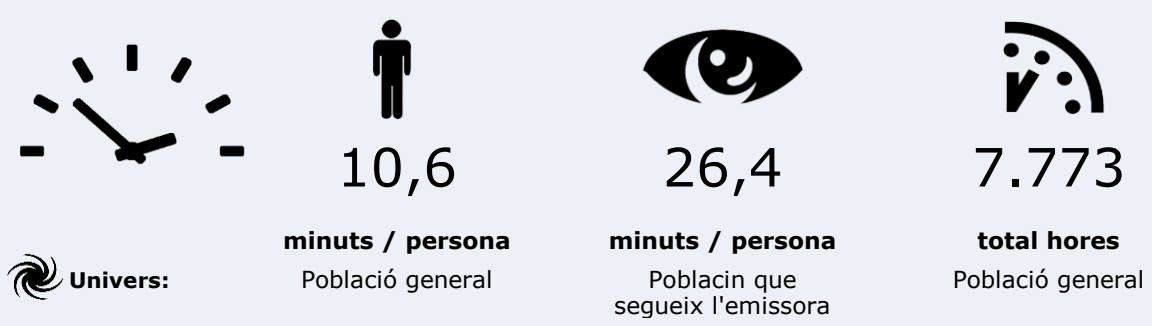 10,6
26,4
7.773
minuts / persona
minuts / persona
total hores
Univers:
Població general
Poblacin que
segueix l'emissora
Població general